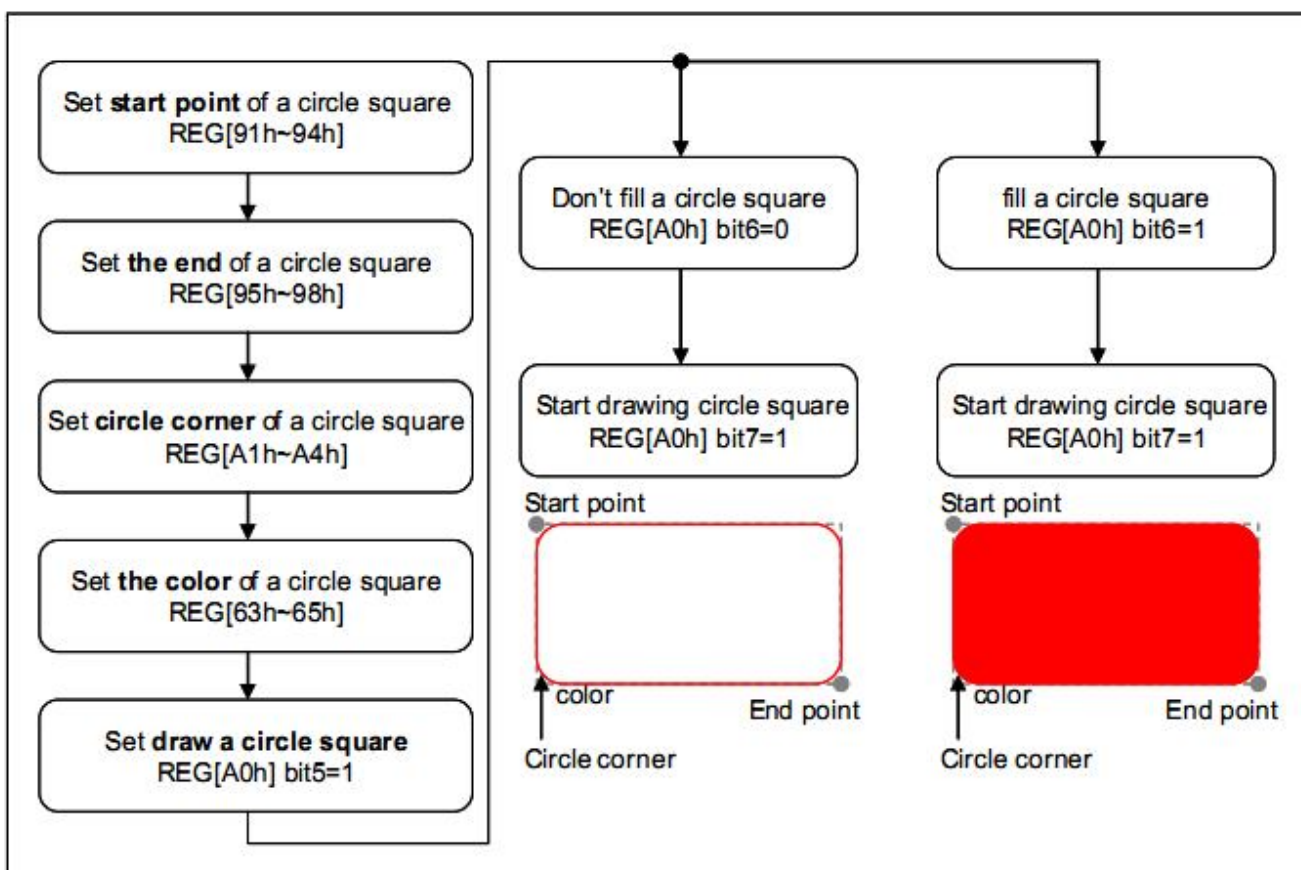 Set start point of a circle square
REG[91h~94h]
Set the end of a circle square
REG[95h~98h]
Set circle corner of a circle square
REG[A1h~A4h]
Set the color of a circle square
REG[63h~65h]
Set draw a circle square
REG[A0h] bit5=1
Don't fill a circle square
REG[A0h] bit6=0
Start drawing circle square
REG[A0h] bit7=1
Start point
color
End point
Circle corner
fill a circle square
REG[A0h] bit6=1
Start drawing circle square
REG[A0h] bit7=1
Start point
color
End point
Circle corner